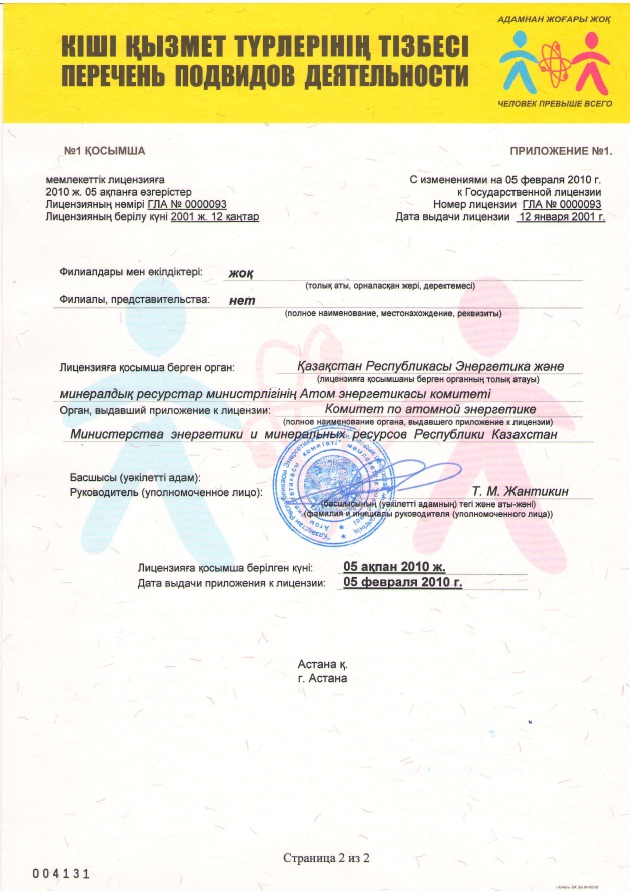 КІШІ ҚЫЗМЕТ ТҮРЛЕРІНІҢ ТІЗБЕСІ
ПЕРЕЧЕНЬ ПОДВИДОВ ДЕЯТЕЛЬНОСТИ
АДАМНАН ЖОҒАРЫ ЖОҚ
ЧЕЛОВЕК ПРЕВЫШЕ ВСЕГО
№1 ҚОСЫМША
мемлекеттік лицензияға
2010 ж. 05 ақпанға өзгерістер
Лицензияның нөмірі ГЛА № 0000093
Лицензияның берілу күні 2001 ж. 12 қаңтар
ПРИЛОЖЕНИЕ №1.
С изменениями на 05 февраля 2010 г.
к Государственной лицензии
Номер лицензии ГЛА № 0000093
Дата выдачи лицензии 12 января 2001 г.
Филиалдары мен өкілдіктері: жоқ
(толық аты, орналасқан жері, деректемесі)
Филиалы, представительства: нет
(полное наименование, местонахождение, реквизиты)
Лицензияға қосымша берген орган: Қазақстан Республикасы Энергетика және
(лицензияға қосымшаны берген органның толық атауы)
минералдық ресурстар министрлігінің Атом энергетикасы комитеті
Орган, выдавший приложение к лицензии: Комитет по атомной энергетике
(полное наименование органа, выдавшего приложение к лицензии)
Министерства энергетики и минеральных ресурсов Республики Казахстан
Басшысы (уәкілетті адам):
Руководитель (уполномоченное лицо): Т. М. Жантикин
(басшысының (уәкілетті адамның) тегі және аты-жөні)
(фамилия и инициалы руководителя (уполномоченного лица))
Лицензияға қосымша берілген күні: 05 ақпан 2010 ж.
Дата выдачи приложения к лицензии: 05 февраля 2010 г.
Астана қ.
г. Астана
Страница 2 из 2
004131